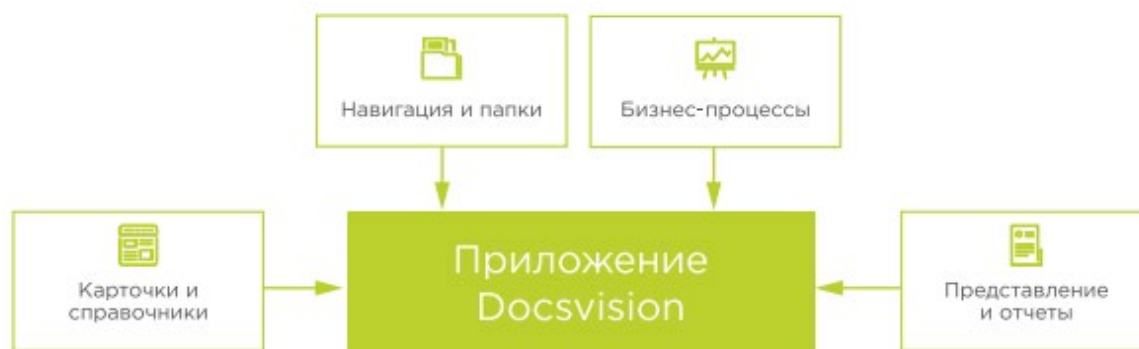 Навигация и папки
Бизнес-процессы
Карточки и
справочники
Приложение
Docsvision
Представление
и отчеты